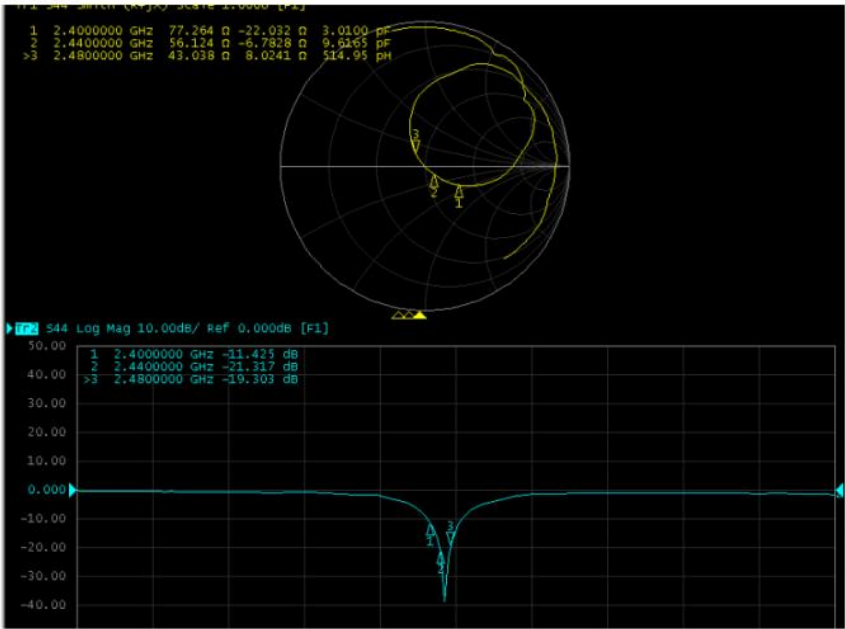 Tr1 S44 Smith (R+jX) Scale 1.0000 [F1]
1 2.4000000 GHz 77.264 Ω -22.032 Ω 3.0100 pF
2 2.4400000 GHz 56.124 Ω -6.7828 Ω 9.6165 pF
>3 2.4800000 GHz 43.038 Ω 8.0241 Ω 514.95 pH
3
2
1
Tr2 S44 Log Mag 10.00dB/ Ref 0.000dB [F1]
50.00
1 2.4000000 GHz -11.425 dB
2 2.4400000 GHz -21.317 dB
>3 2.4800000 GHz -19.303 dB
40.00
30.00
20.00
10.00
0.000
-10.00
3
1
-20.00
2
-30.00
-40.00